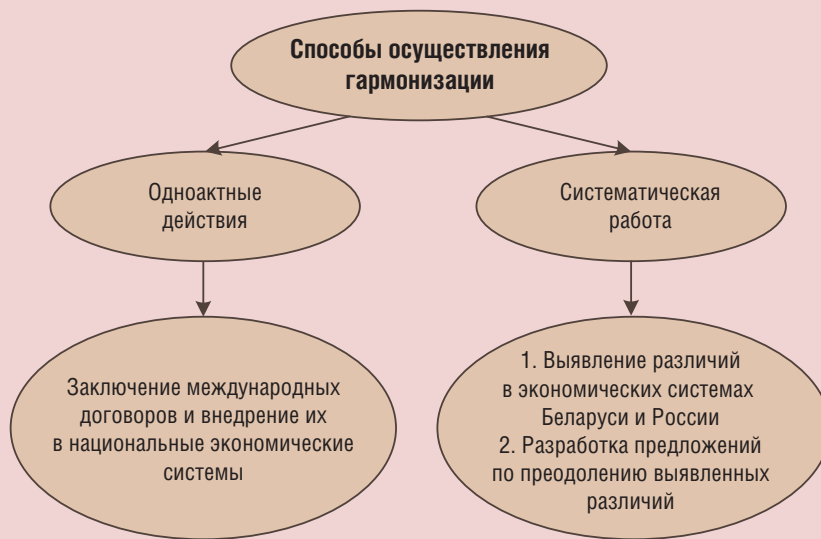 Способы осуществления
гармонизации
Одноактные
действия
Систематическая
работа
Заключение международных
договоров и внедрение их
в национальные экономические
системы
1. Выявление различий
в экономических системах
Беларуси и России
2. Разработка предложений
по преодолению выявленных
различий